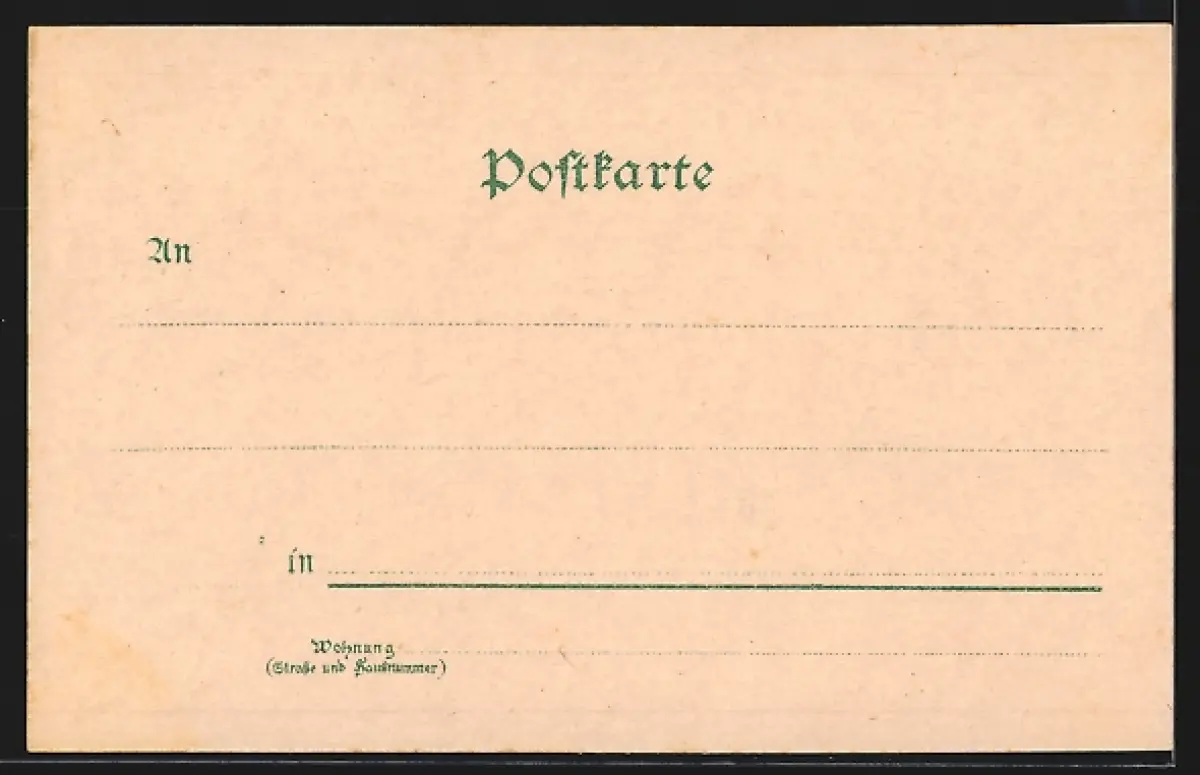 Poſtkarte
An
in
Wohnung
(Straße und Hausnummer)